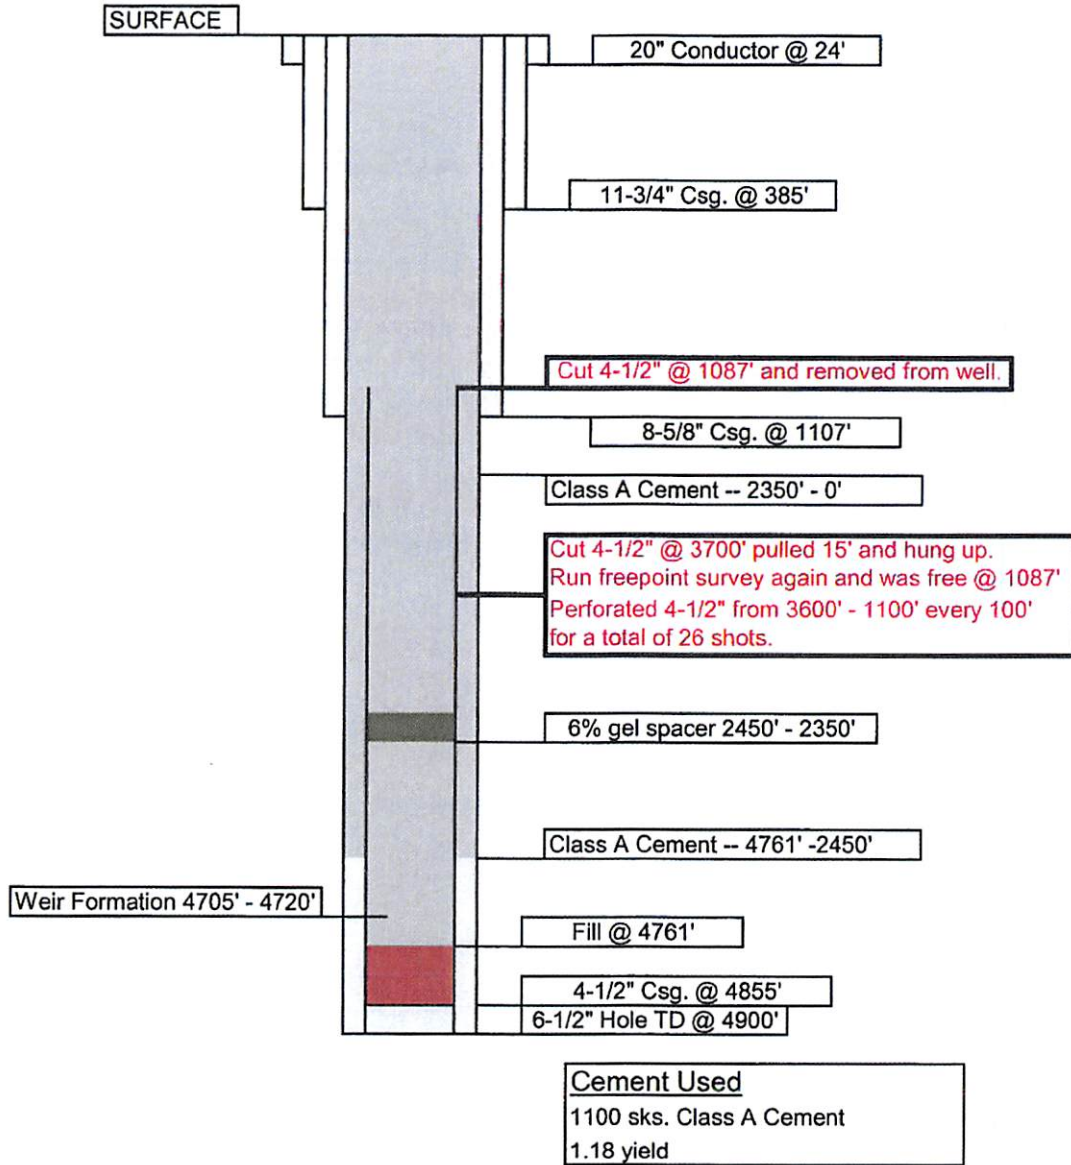 SURFACE
20" Conductor @ 24'
11-3/4" Csg. @ 385'
Cut 4-1/2" @ 1087' and removed from well.
8-5/8" Csg. @ 1107'
Class A Cement -- 2350' - 0'
Cut 4-1/2" @ 3700' pulled 15' and hung up.
Run freepoint survey again and was free @ 1087'
Perforated 4-1/2" from 3600' - 1100' every 100'
for a total of 26 shots.
6% gel spacer 2450' - 2350'
Class A Cement -- 4761' -2450'
Weir Formation 4705' - 4720'
Fill @ 4761'
4-1/2" Csg. @ 4855'
6-1/2" Hole TD @ 4900'
Cement Used
1100 sks. Class A Cement
1.18 yield